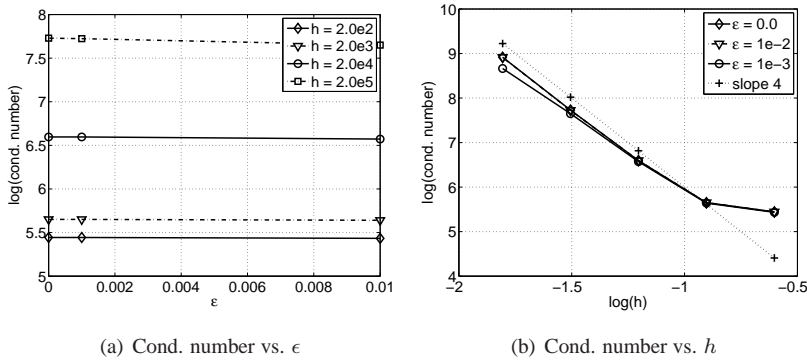 8
7.5
7
6.5
6
5.5
5
log(cond. number)
0
0.002
0.004
0.006
0.008
0.01
ε
h = 2.0e2
h = 2.0e3
h = 2.0e4
h = 2.0e5
(a) Cond. number vs. ϵ
10
9
8
7
6
5
4
log(cond. number)
-2
-1.5
-1
-0.5
log(h)
ε = 0.0
ε = 1e-2
ε = 1e-3
slope 4
(b) Cond. number vs. h